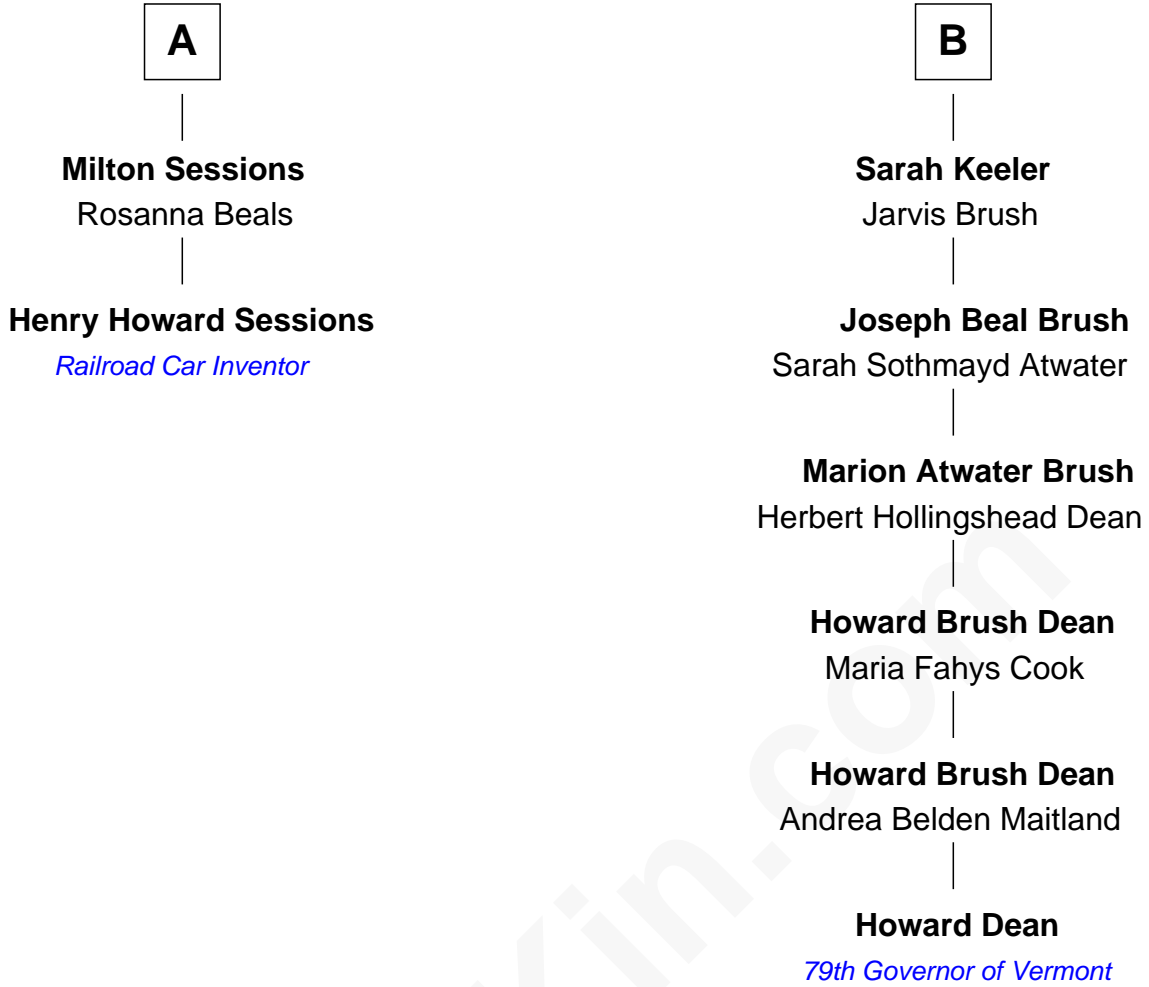 A
Milton Sessions
Rosanna Beals
Henry Howard Sessions
Railroad Car Inventor
B
Sarah Keeler
Jarvis Brush
Joseph Beal Brush
Sarah Sothmayd Atwater
Marion Atwater Brush
Herbert Hollingshead Dean
Howard Brush Dean
Maria Fahys Cook
Howard Brush Dean
Andrea Belden Maitland
Howard Dean
79th Governor of Vermont